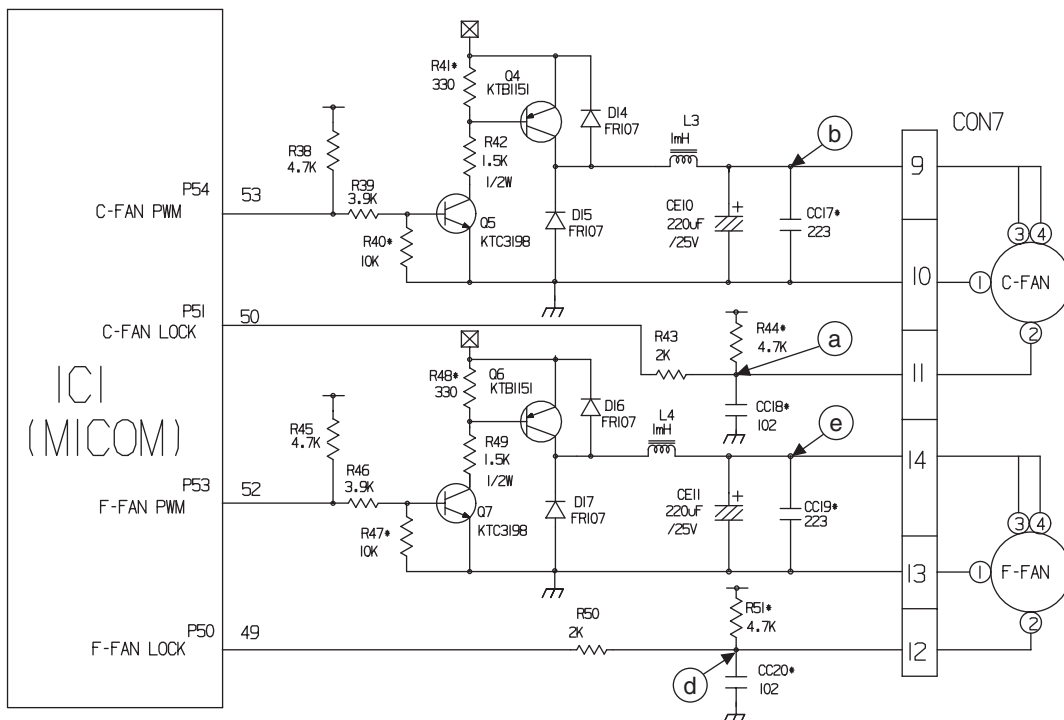 R41*
330
Q4
KTB1151
D14
FR107
L3
1mH
b
CON7
R38
4.7K
R42
1.5K
1/2W
9
P54
53
C-FAN PWM
R39
3.9K
Q5
KTC3198
D15
FR107
CE10
220uF
/25V
CC17*
223
3
4
R40*
10K
10
1
C-FAN
P51
50
C-FAN LOCK
R43
2K
R44*
4.7K
a
2
11
IC1
(MICOM)
R48*
330
Q6
KTB1151
D16
FR107
L4
1mH
CC18*
102
e
R45
4.7K
R49
1.5K
1/2W
14
P53
52
F-FAN PWM
R46
3.9K
Q7
KTC3198
D17
FR107
CE11
220uF
/25V
CC19*
223
3
4
R47*
10K
13
1
F-FAN
P50
49
F-FAN LOCK
R50
2K
R51*
4.7K
2
12
d
CC20*
102